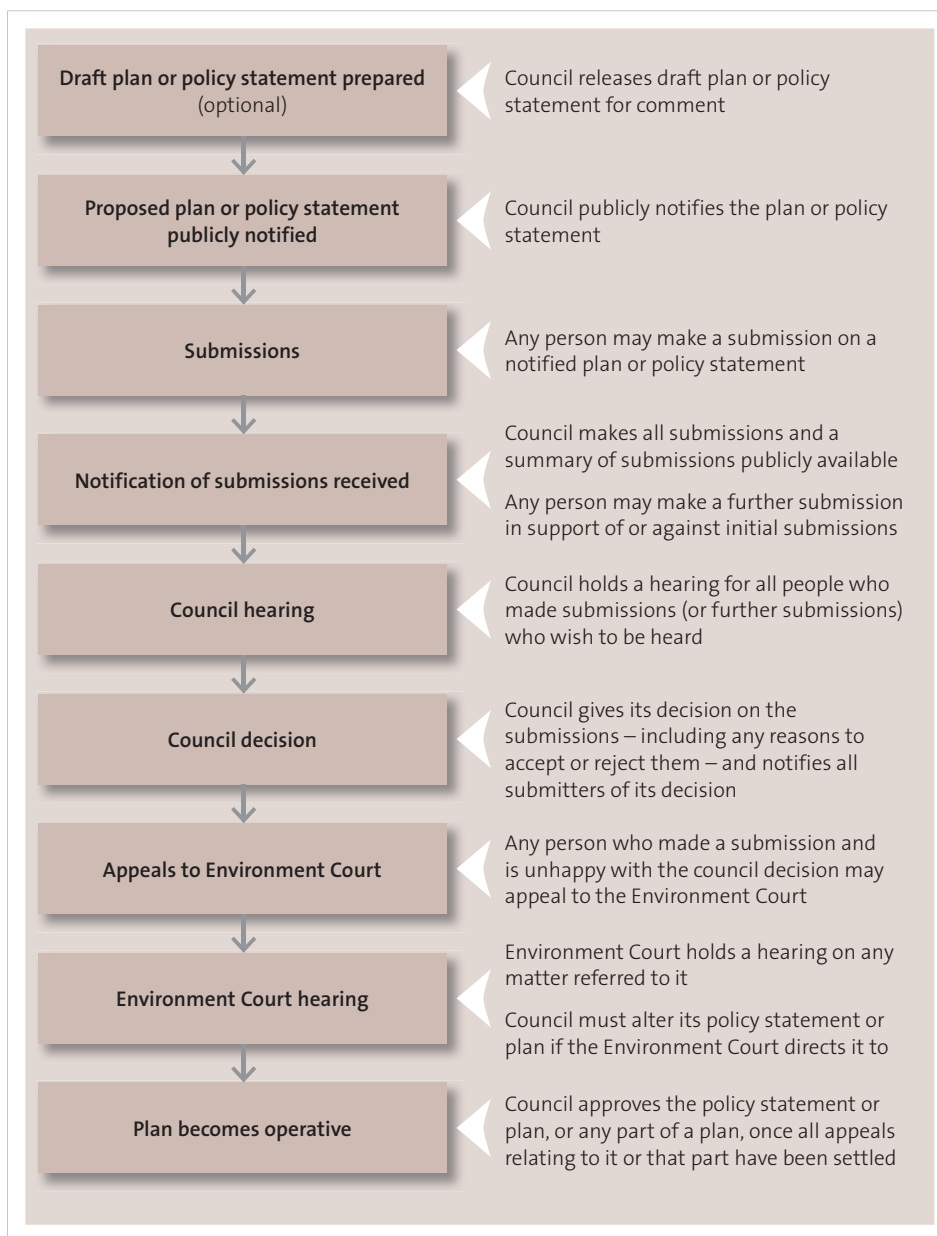 Draft plan or policy statement prepared
(optional)
Council releases draft plan or policy
statement for comment
Proposed plan or policy statement
publicly notified
Council publicly notifies the plan or policy
statement
Submissions
Any person may make a submission on a
notified plan or policy statement
Notification of submissions received
Council makes all submissions and a
summary of submissions publicly available
Any person may make a further submission
in support of or against initial submissions
Council hearing
Council holds a hearing for all people who
made submissions (or further submissions)
who wish to be heard
Council decision
Council gives its decision on the
submissions – including any reasons to
accept or reject them – and notifies all
submitters of its decision
Appeals to Environment Court
Any person who made a submission and
is unhappy with the council decision may
appeal to the Environment Court
Environment Court hearing
Environment Court holds a hearing on any
matter referred to it
Council must alter its policy statement or
plan if the Environment Court directs it to
Plan becomes operative
Council approves the policy statement or
plan, or any part of a plan, once all appeals
relating to it or that part have been settled